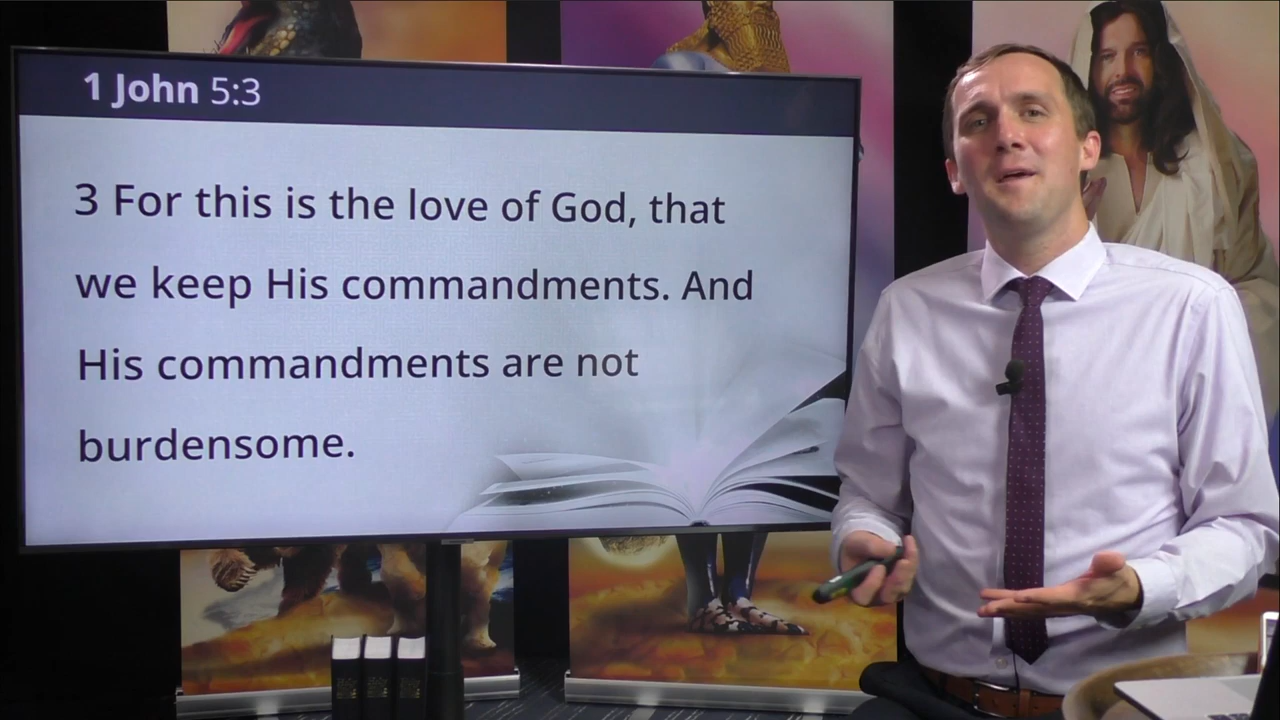 1 John 5:3
3 For this is the love of God, that
we keep His commandments. And
His commandments are not
burdensome.